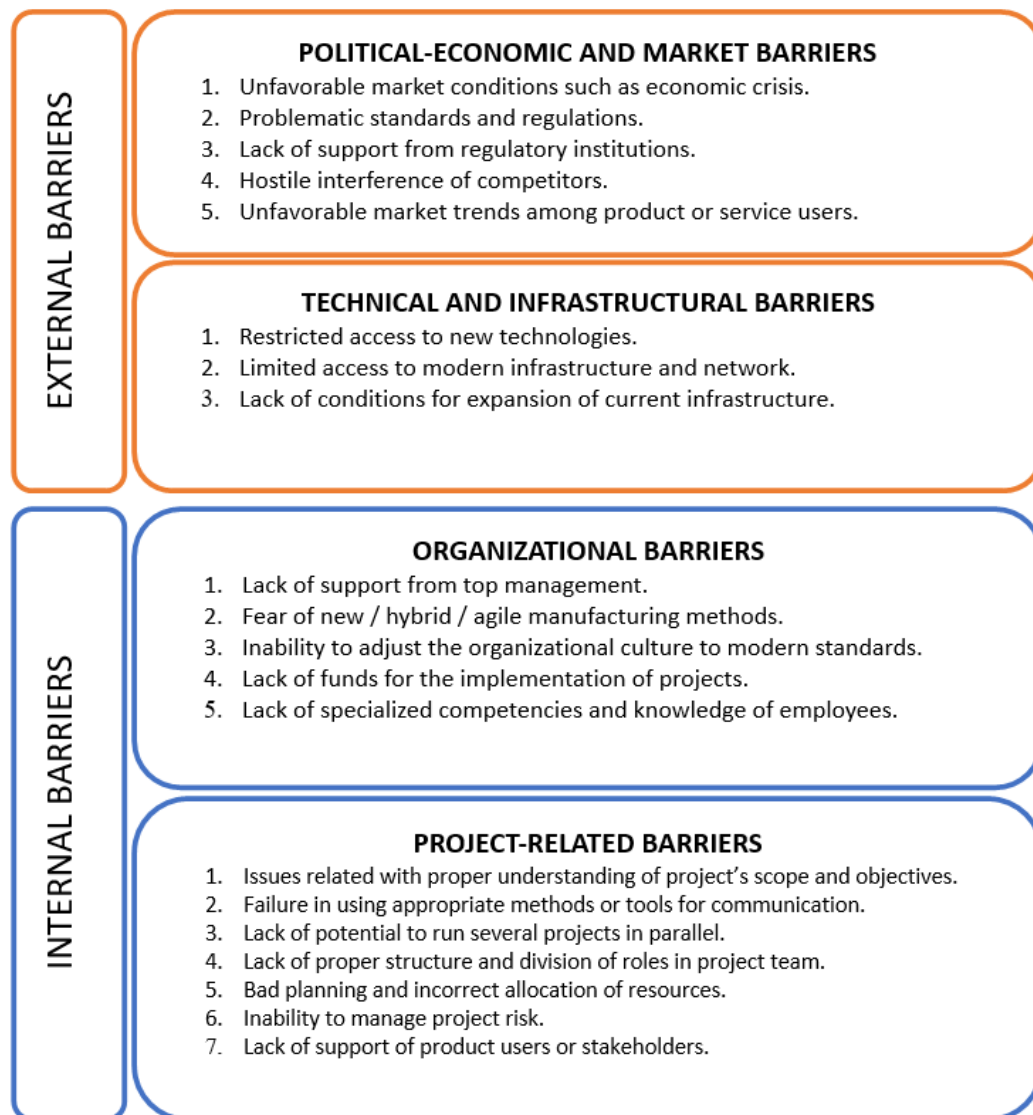 EXTERNAL BARRIERS
POLITICAL-ECONOMIC AND MARKET BARRIERS
1. Unfavorable market conditions such as economic crisis.
2. Problematic standards and regulations.
3. Lack of support from regulatory institutions.
4. Hostile interference of competitors.
5. Unfavorable market trends among product or service users.
TECHNICAL AND INFRASTRUCTURAL BARRIERS
1. Restricted access to new technologies.
2. Limited access to modern infrastructure and network.
3. Lack of conditions for expansion of current infrastructure.
INTERNAL BARRIERS
ORGANIZATIONAL BARRIERS
1. Lack of support from top management.
2. Fear of new / hybrid / agile manufacturing methods.
3. Inability to adjust the organizational culture to modern standards.
4. Lack of funds for the implementation of projects.
5. Lack of specialized competencies and knowledge of employees.
PROJECT-RELATED BARRIERS
1. Issues related with proper understanding of project's scope and objectives.
2. Failure in using appropriate methods or tools for communication.
3. Lack of potential to run several projects in parallel.
4. Lack of proper structure and division of roles in project team.
5. Bad planning and incorrect allocation of resources.
6. Inability to manage project risk.
7. Lack of support of product users or stakeholders.